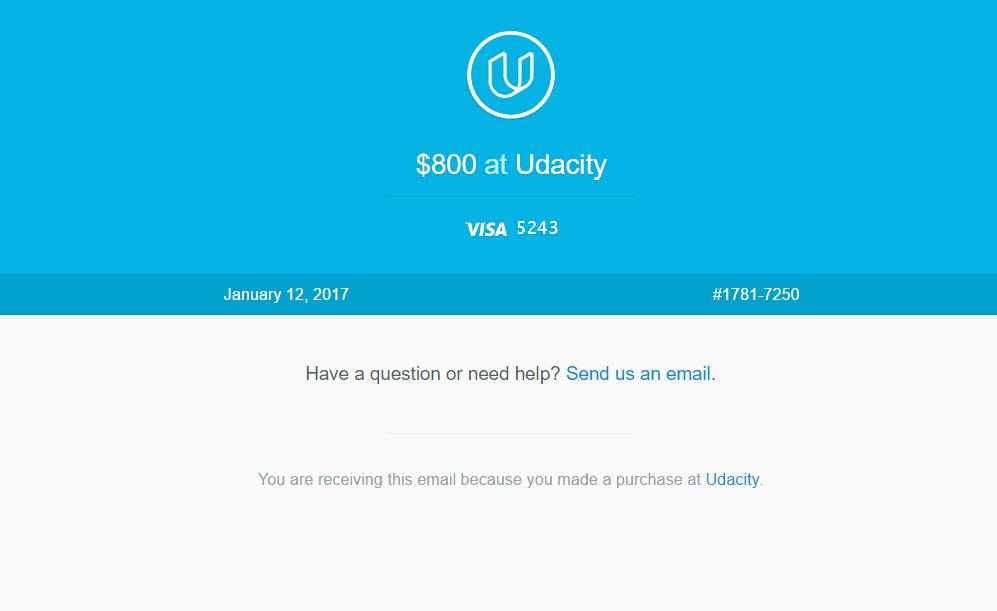 $800 at Udacity
VISA 5243
January 12, 2017 #1781-7250
Have a question or need help? Send us an email.
You are receiving this email because you made a purchase at Udacity.